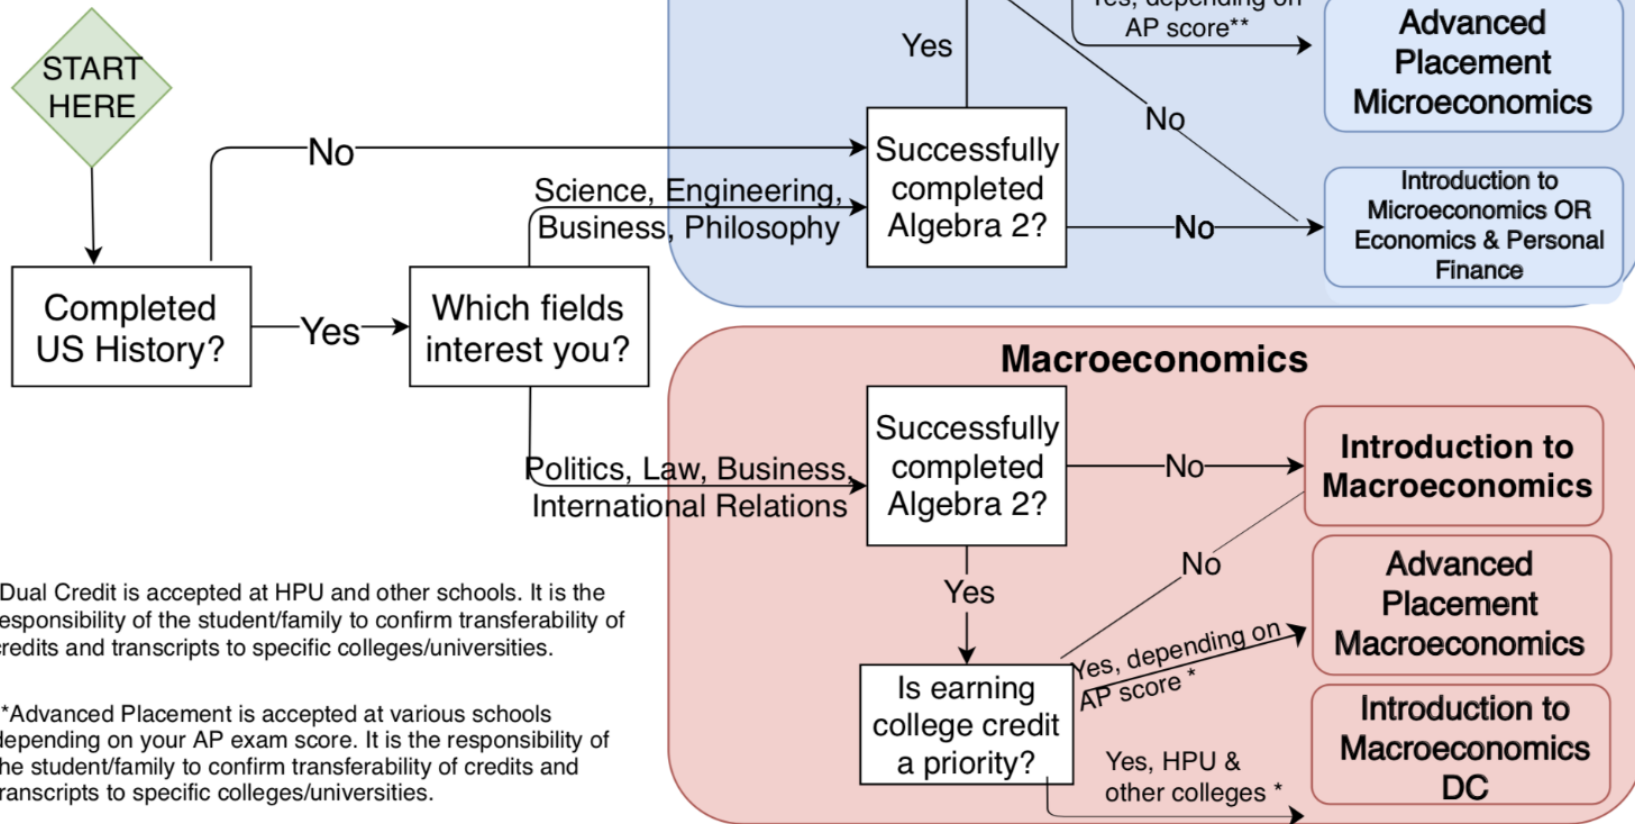 START
HERE
Completed
US History?
No
Yes
Which fields
interest you?
Science, Engineering,
Business, Philosophy
Politics, Law, Business,
International Relations
Yes
Yes, depending on
AP score**
Advanced
Placement
Microeconomics
Successfully
completed
Algebra 2?
No
No
Introduction to
Microeconomics OR
Economics & Personal
Finance
Macroeconomics
Successfully
completed
Algebra 2?
No
Introduction to
Macroeconomics
Yes
No
Is earning
college credit
a priority?
Yes, depending on
AP score *
Advanced
Placement
Macroeconomics
Yes, HPU &
other colleges *
Introduction to
Macroeconomics
DC
Dual Credit is accepted at HPU and other schools. It is the
esponsibility of the student/family to confirm transferability of
credits and transcripts to specific colleges/universities.
*Advanced Placement is accepted at various schools
depending on your AP exam score. It is the responsibility of
he student/family to confirm transferability of credits and
ranscripts to specific colleges/universities.